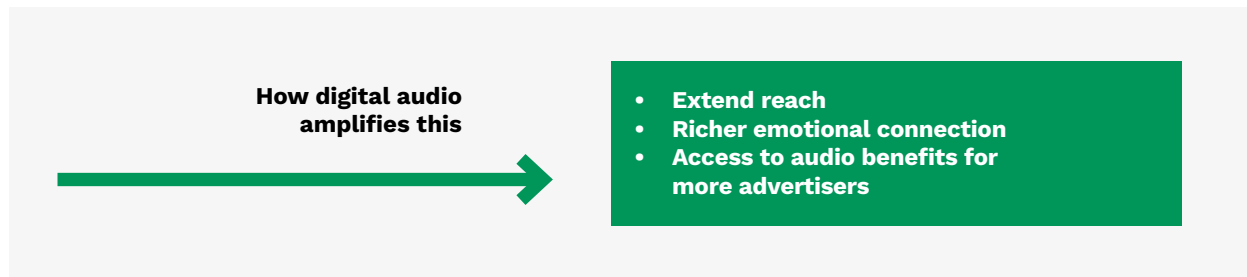 How digital audio
amplifies this
• Extend reach
• Richer emotional connection
• Access to audio benefits for
more advertisers